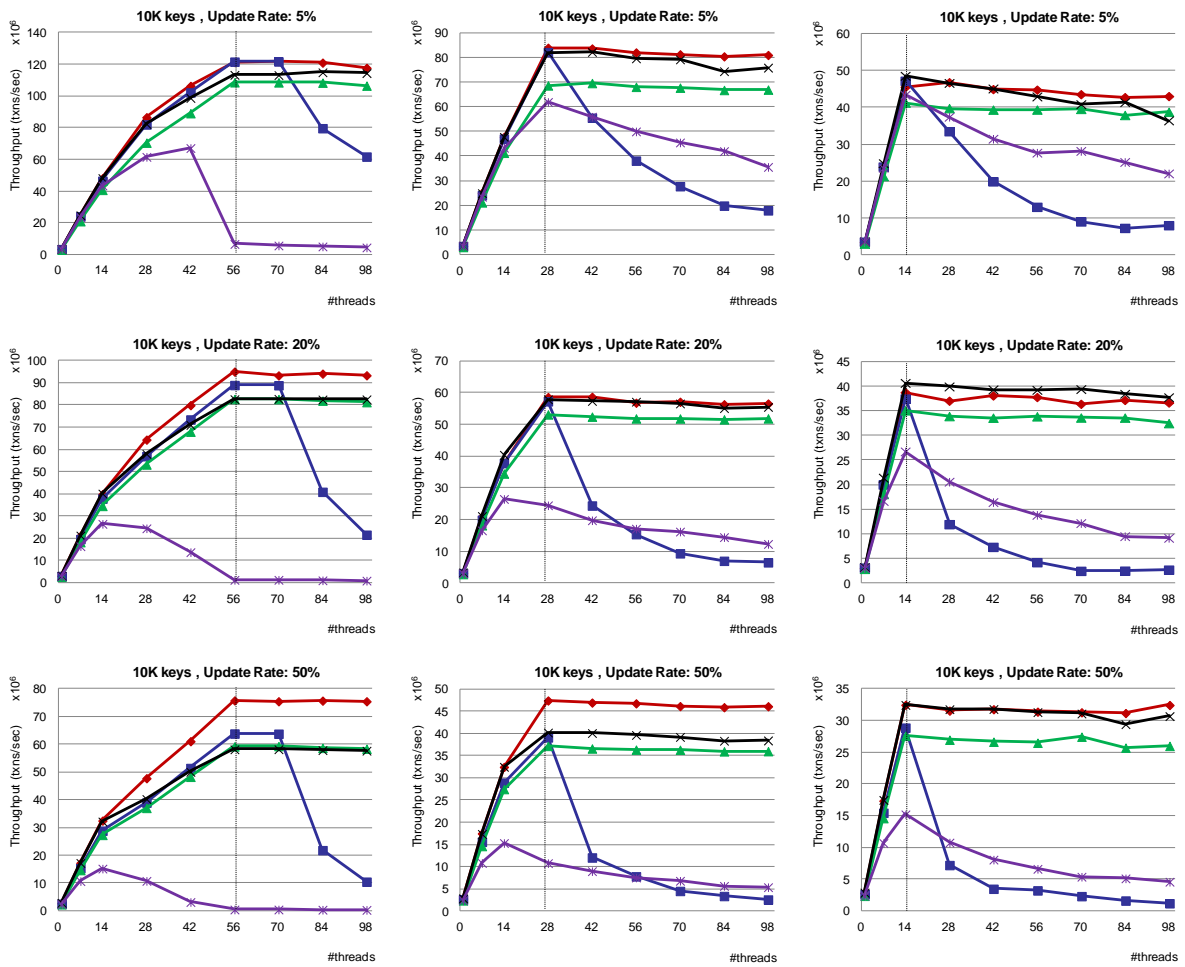 10K keys , Update Rate: 5%
x10⁶
Throughput (txns/sec)
140
120
100
80
60
40
20
0
0 14 28 42 56 70 84 98
#threads
10K keys , Update Rate: 5%
x10⁶
Throughput (txns/sec)
90
80
70
60
50
40
30
20
10
0
0 14 28 42 56 70 84 98
#threads
10K keys , Update Rate: 5%
x10⁶
Throughput (txns/sec)
60
50
40
30
20
10
0
0 14 28 42 56 70 84 98
#threads
10K keys , Update Rate: 20%
x10⁶
Throughput (txns/sec)
100
90
80
70
60
50
40
30
20
10
0
0 14 28 42 56 70 84 98
#threads
10K keys , Update Rate: 20%
x10⁶
Throughput (txns/sec)
70
60
50
40
30
20
10
0
0 14 28 42 56 70 84 98
#threads
10K keys , Update Rate: 20%
x10⁶
Throughput (txns/sec)
45
40
35
30
25
20
15
10
5
0
0 14 28 42 56 70 84 98
#threads
10K keys , Update Rate: 50%
x10⁶
Throughput (txns/sec)
80
70
60
50
40
30
20
10
0
0 14 28 42 56 70 84 98
#threads
10K keys , Update Rate: 50%
x10⁶
Throughput (txns/sec)
50
45
40
35
30
25
20
15
10
5
0
0 14 28 42 56 70 84 98
#threads
10K keys , Update Rate: 50%
x10⁶
Throughput (txns/sec)
35
30
25
20
15
10
5
0
0 14 28 42 56 70 84 98
#threads